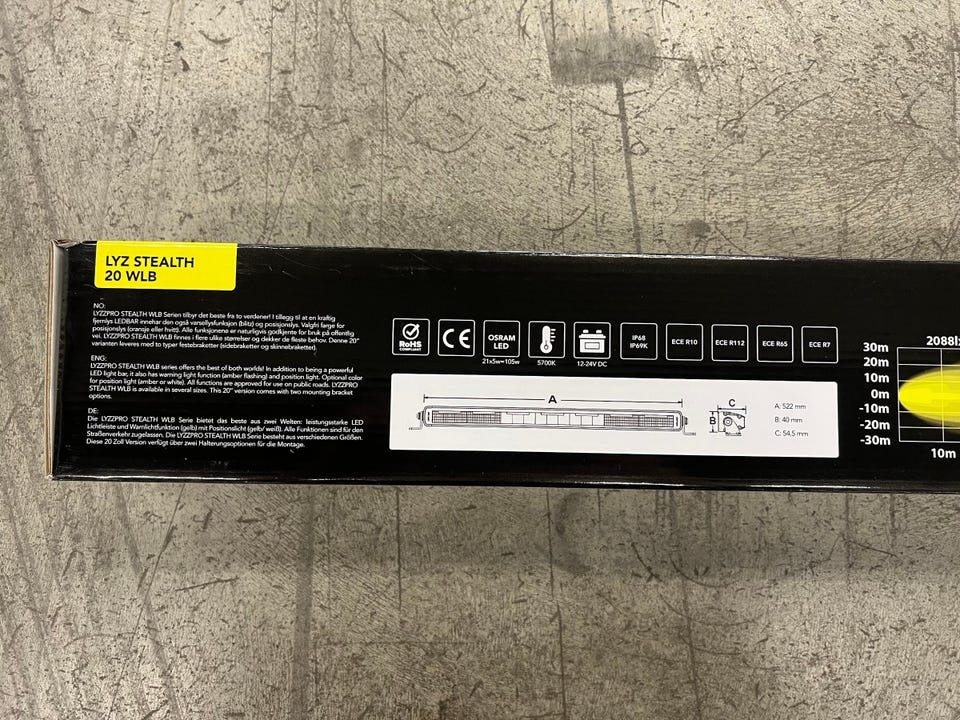 LYZ STEALTH
20 WLB
NO:
LYZZPRO STEALTH WLB Serien tilbyr det beste fra to verdener! I tillegg til at en kraftig
fjernlys LEDBAR innehar den også varsellysfunksjon (blitz) og posisjonslys. Valgfri farge for
posisjonslys (oransje eller hvitt). Alle funksjonene er naturligvis godkjente for bruk på offentlig
vei. LYZZPRO STEALTH WLB finnes i flere ulike størrelser og dekker de fleste behov. Denne 20"
varianten leveres med to typer festebraketter (sidebraketter og skinnebraketter).
ENG:
LYZZPRO STEALTH WLB series offers the best of both worlds! In addition to being a powerful
LED light bar, it also has warning light function (amber flashing) and position light. Optional color
for position light (amber or white). All functions are approved for use on public roads. LYZZPRO
STEALTH WLB is available in several sizes. This 20" version comes with two mounting bracket
options.
DE:
Die LYZZPRO STEALTH WLB Serie bietet das beste aus zwei Welten: leistungsstarke LED
Lichtleiste und Warnlichtfunktion (gelb) mit Positionslicht (gelb/ weiß). Alle Funktionen sind für den
Straßenverkehr zugelassen. Die LYZZPRO STEALTH WLB Serie besteht aus verschiedenen Größen.
Diese 20 Zoll Version verfügt über zwei Halterungsoptionen für die Montage.
RoHS
COMPLIANT
CE
OSRAM
LED
21x5w=105w
5700K
12-24V DC
IP68
IP69K
ECE R10
ECE R112
ECE R65
ECE R7
A
B
C
A: 522 mm
B: 40 mm
C: 54,5 mm
2088lx
30m
20m
10m
0m
-10m
-20m
-30m
10m